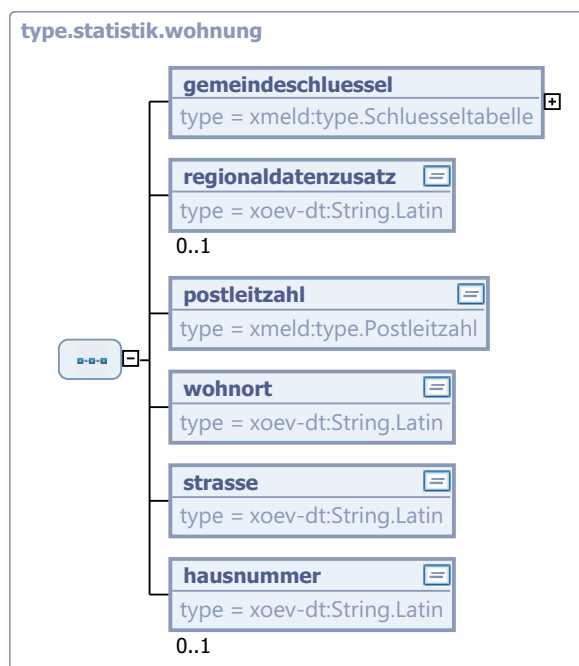 type.statistik.wohnung
gemeindeschluessel
type = xmeld:type.Schluesseltabelle
regionaldatenzusatz
type = xoev-dt:String.Latin
0..1
postleitzahl
type = xmeld:type.Postleitzahl
wohnort
type = xoev-dt:String.Latin
strasse
type = xoev-dt:String.Latin
hausnummer
type = xoev-dt:String.Latin
0..1